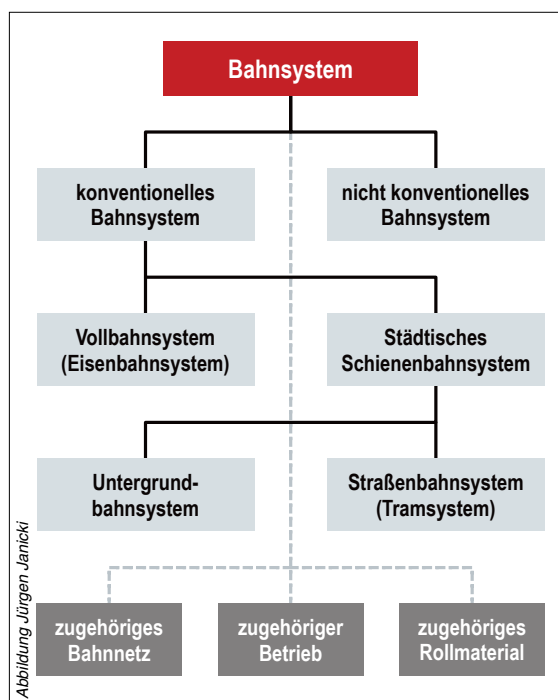 Bahnsystem
konventionelles
Bahnsystem
nicht konventionelles
Bahnsystem
Vollbahnsystem
(Eisenbahnsystem)
Städtisches
Schienenbahnsystem
Untergrund-
bahnsystem
Straßenbahnsystem
(Tramsystem)
zugehöriges
Bahnnetz
zugehöriger
Betrieb
zugehöriges
Rollmaterial
Abbildung Jürgen Janicki